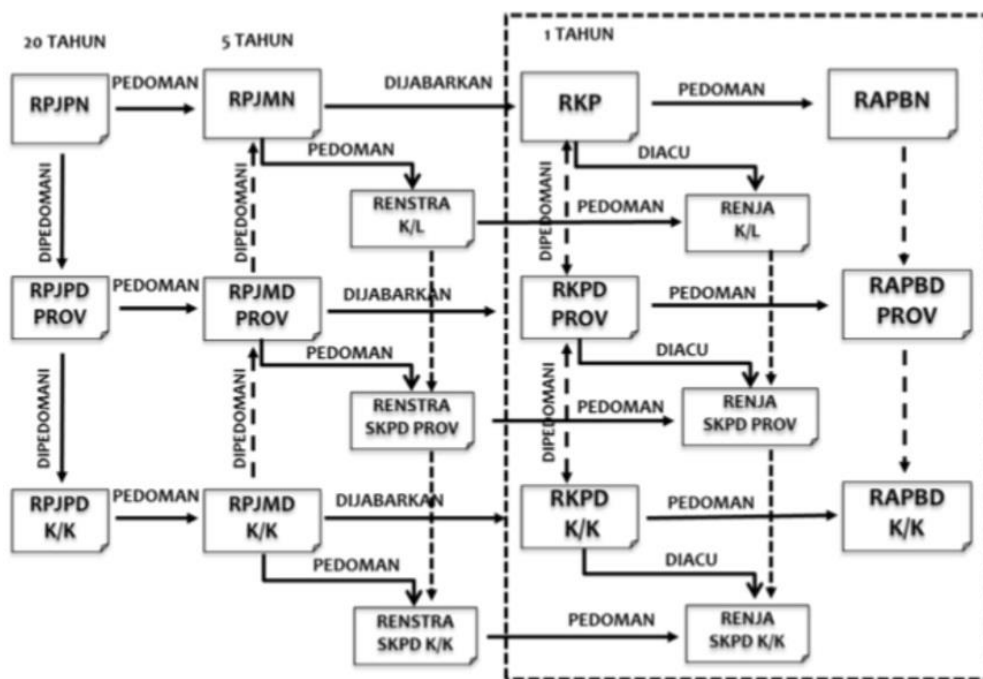 20 TAHUN
5 TAHUN
1 TAHUN
RPJPN
PEDOMAN
RPJMN
DIJABARKAN
RKP
PEDOMAN
RAPBN
PEDOMAN
DIACU
DIPEDOMANI
DIPEDOMANI
DIPEDOMANI
RENSTRA
K/L
PEDOMAN
RENJA
K/L
RPJPD
PROV
PEDOMAN
RPJMD
PROV
DIJABARKAN
RKPD
PROV
PEDOMAN
RAPBD
PROV
PEDOMAN
DIACU
DIPEDOMANI
DIPEDOMANI
DIPEDOMANI
RENSTRA
SKPD PROV
PEDOMAN
RENJA
SKPD PROV
RPJPD
K/K
PEDOMAN
RPJMD
K/K
DIJABARKAN
RKPD
K/K
PEDOMAN
RAPBD
K/K
PEDOMAN
DIACU
RENSTRA
SKPD K/K
PEDOMAN
RENJA
SKPD K/K